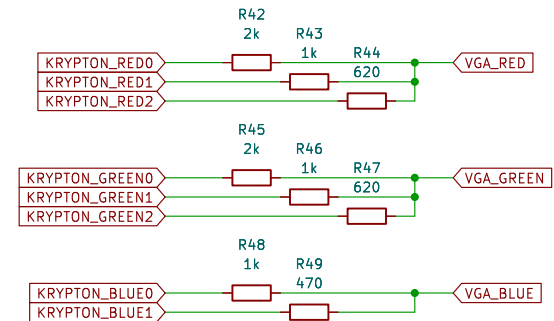 R42
2k
R43
1k
R44
620
KRYPTON_RED0
KRYPTON_RED1
KRYPTON_RED2
VGA_RED
R45
2k
R46
1k
R47
620
KRYPTON_GREEN0
KRYPTON_GREEN1
KRYPTON_GREEN2
VGA_GREEN
R48
1k
R49
470
KRYPTON_BLUE0
KRYPTON_BLUE1
VGA_BLUE